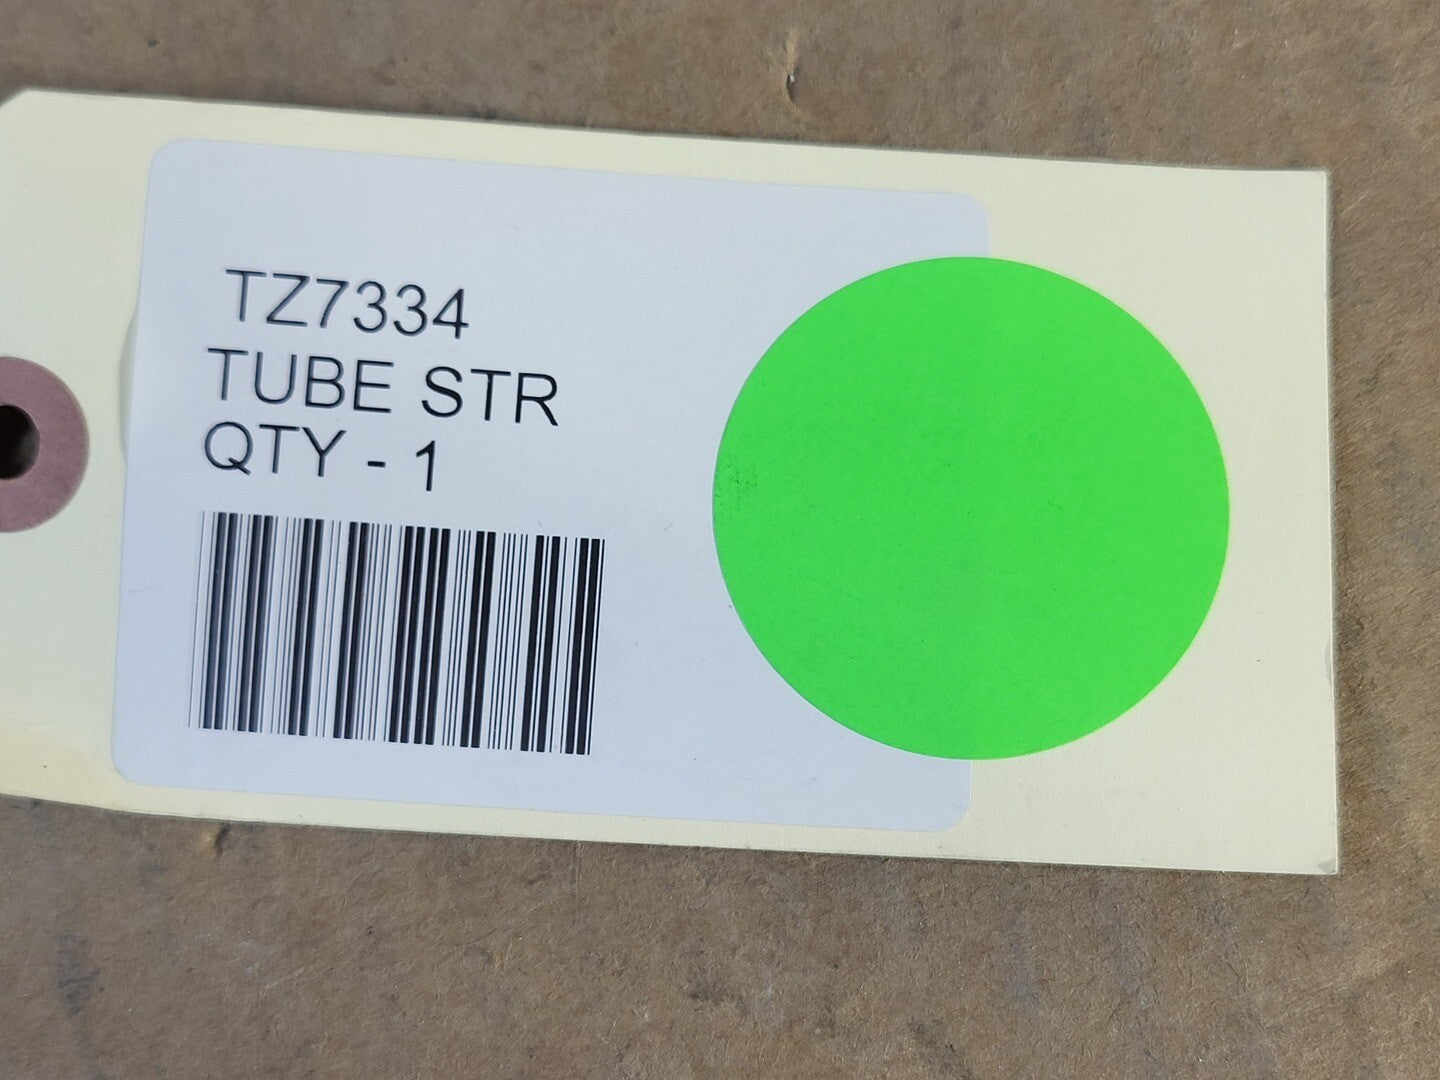 TZ7334
TUBE STR
QTY - 1